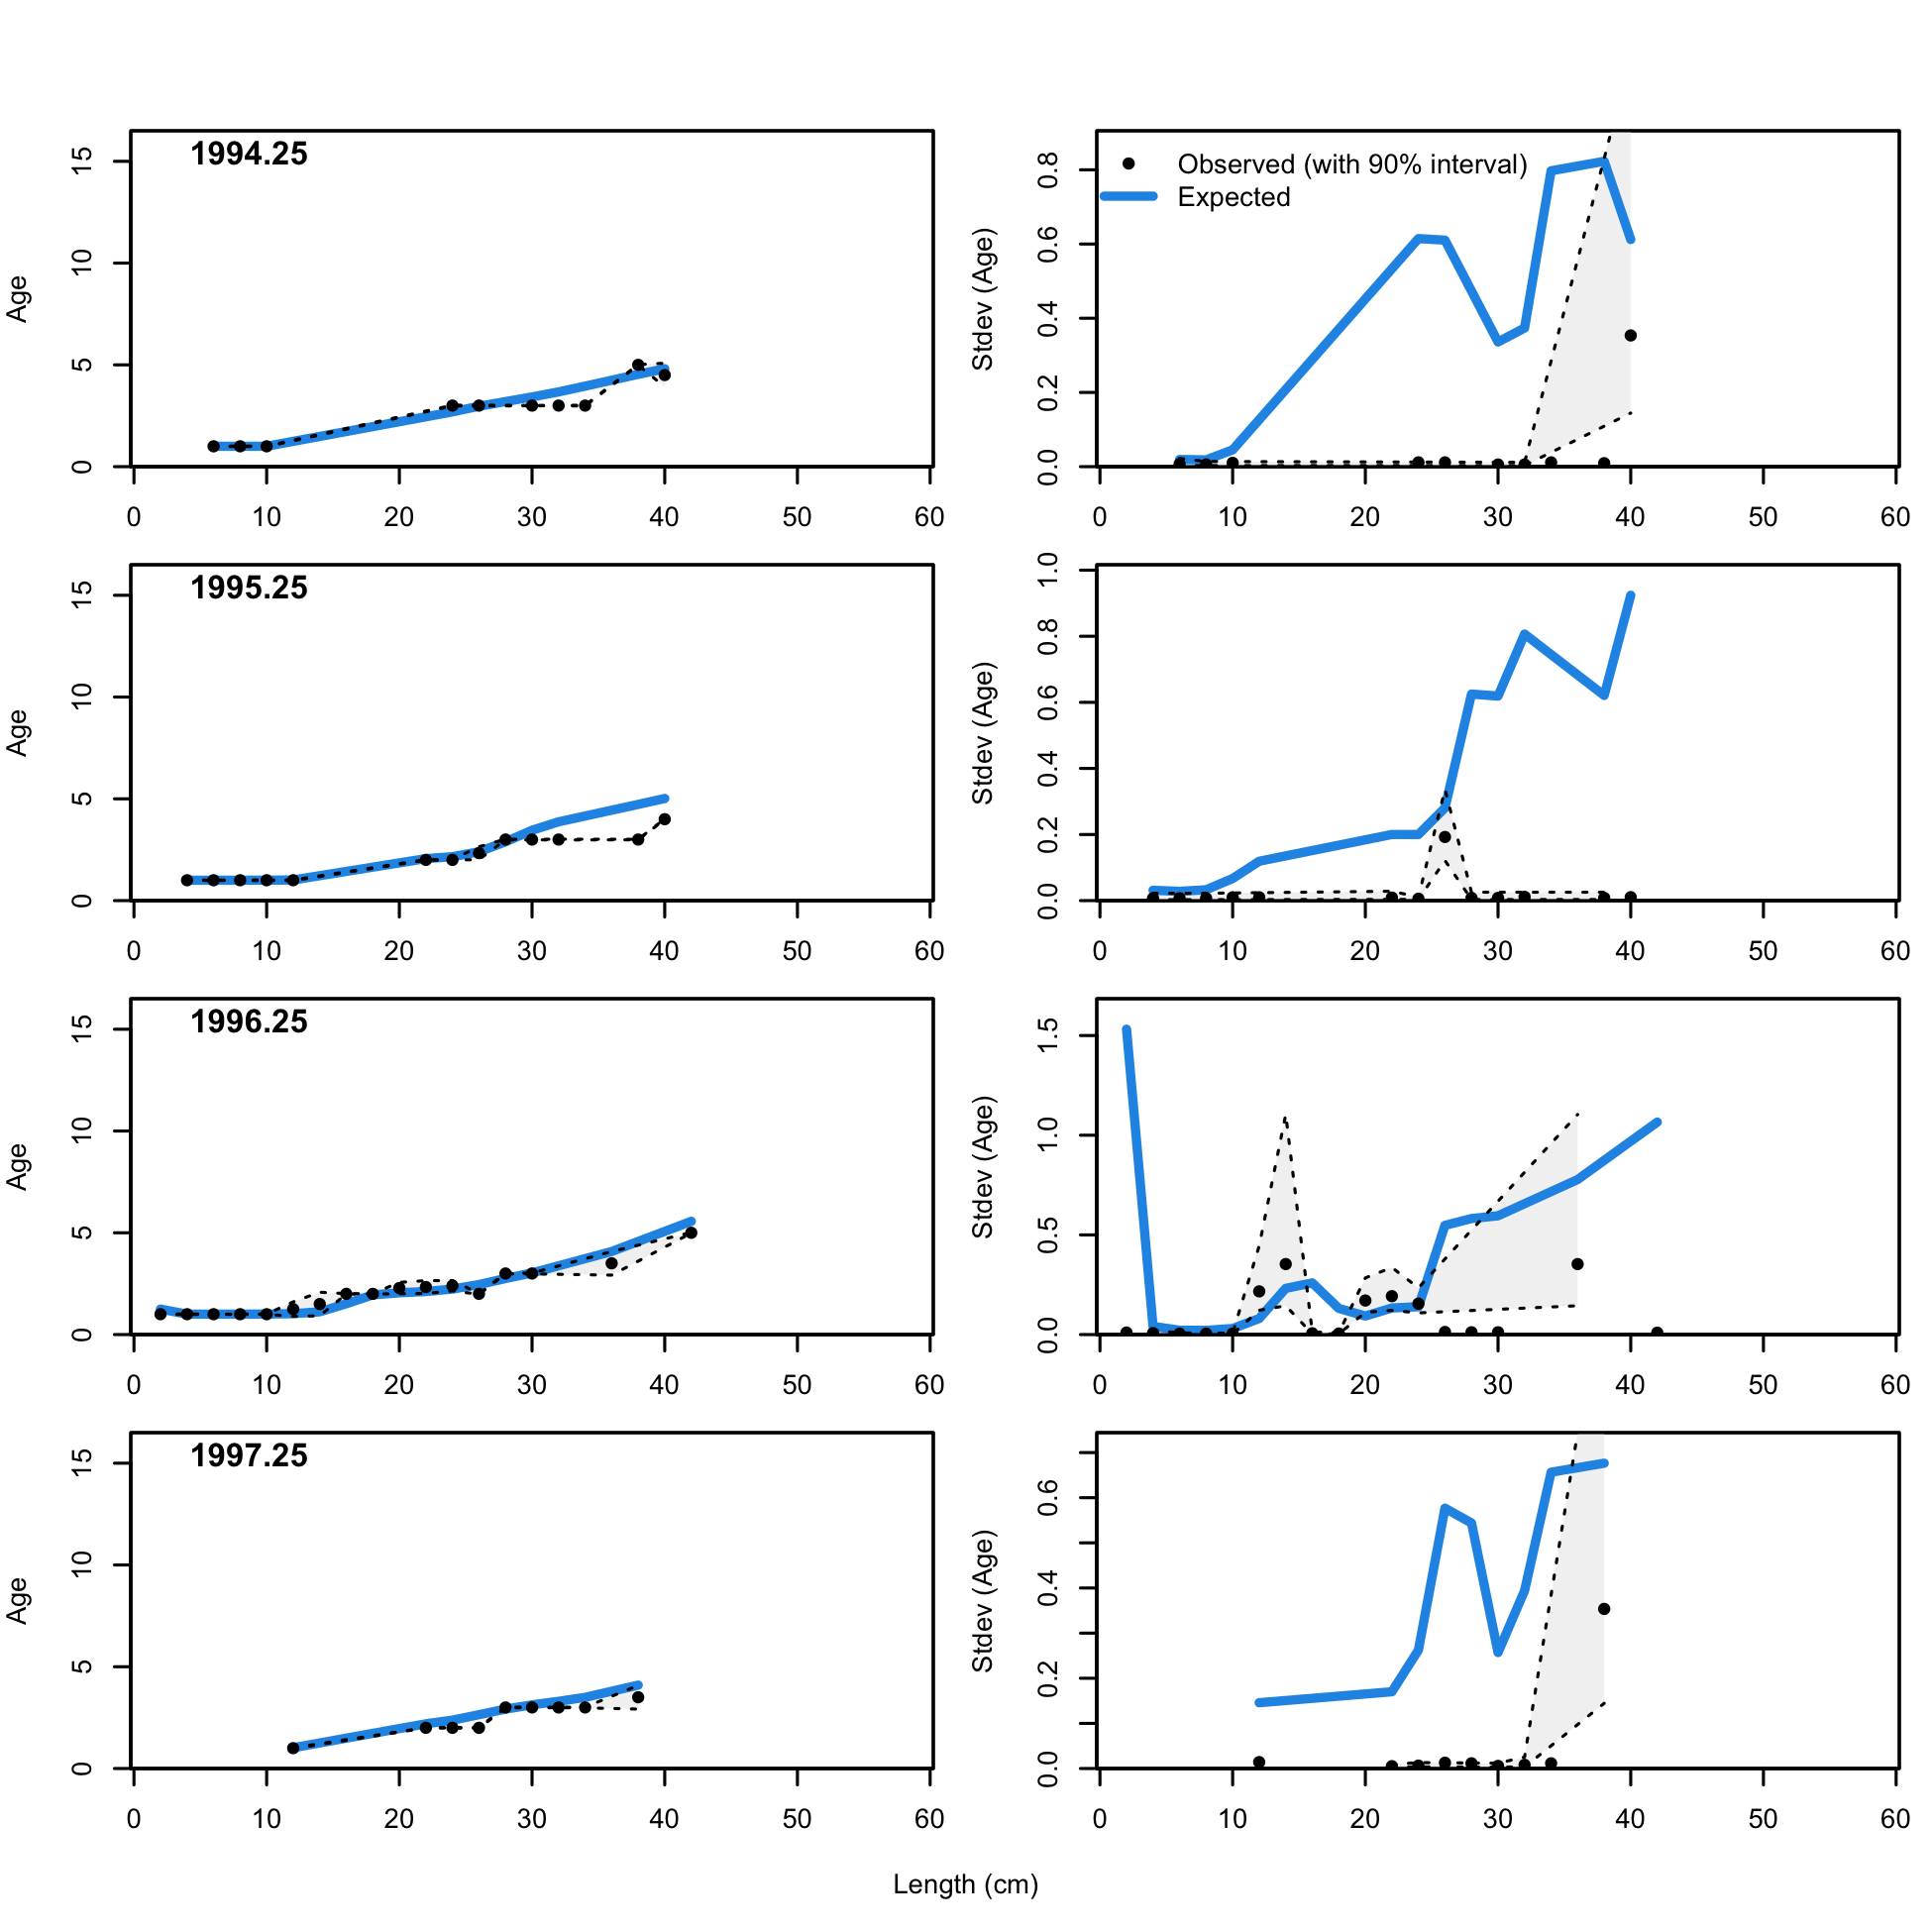 1994.25
Age
0 5 10 15
0 10 20 30 40 50 60
Observed (with 90% interval)
Expected
Stdev (Age)
0.0 0.2 0.4 0.6 0.8
0 10 20 30 40 50 60
1995.25
Age
0 5 10 15
0 10 20 30 40 50 60
Stdev (Age)
0.0 0.2 0.4 0.6 0.8 1.0
0 10 20 30 40 50 60
1996.25
Age
0 5 10 15
0 10 20 30 40 50 60
Stdev (Age)
0.0 0.5 1.0 1.5
0 10 20 30 40 50 60
1997.25
Age
0 5 10 15
0 10 20 30 40 50 60
Stdev (Age)
0.0 0.2 0.4 0.6
0 10 20 30 40 50 60
Length (cm)